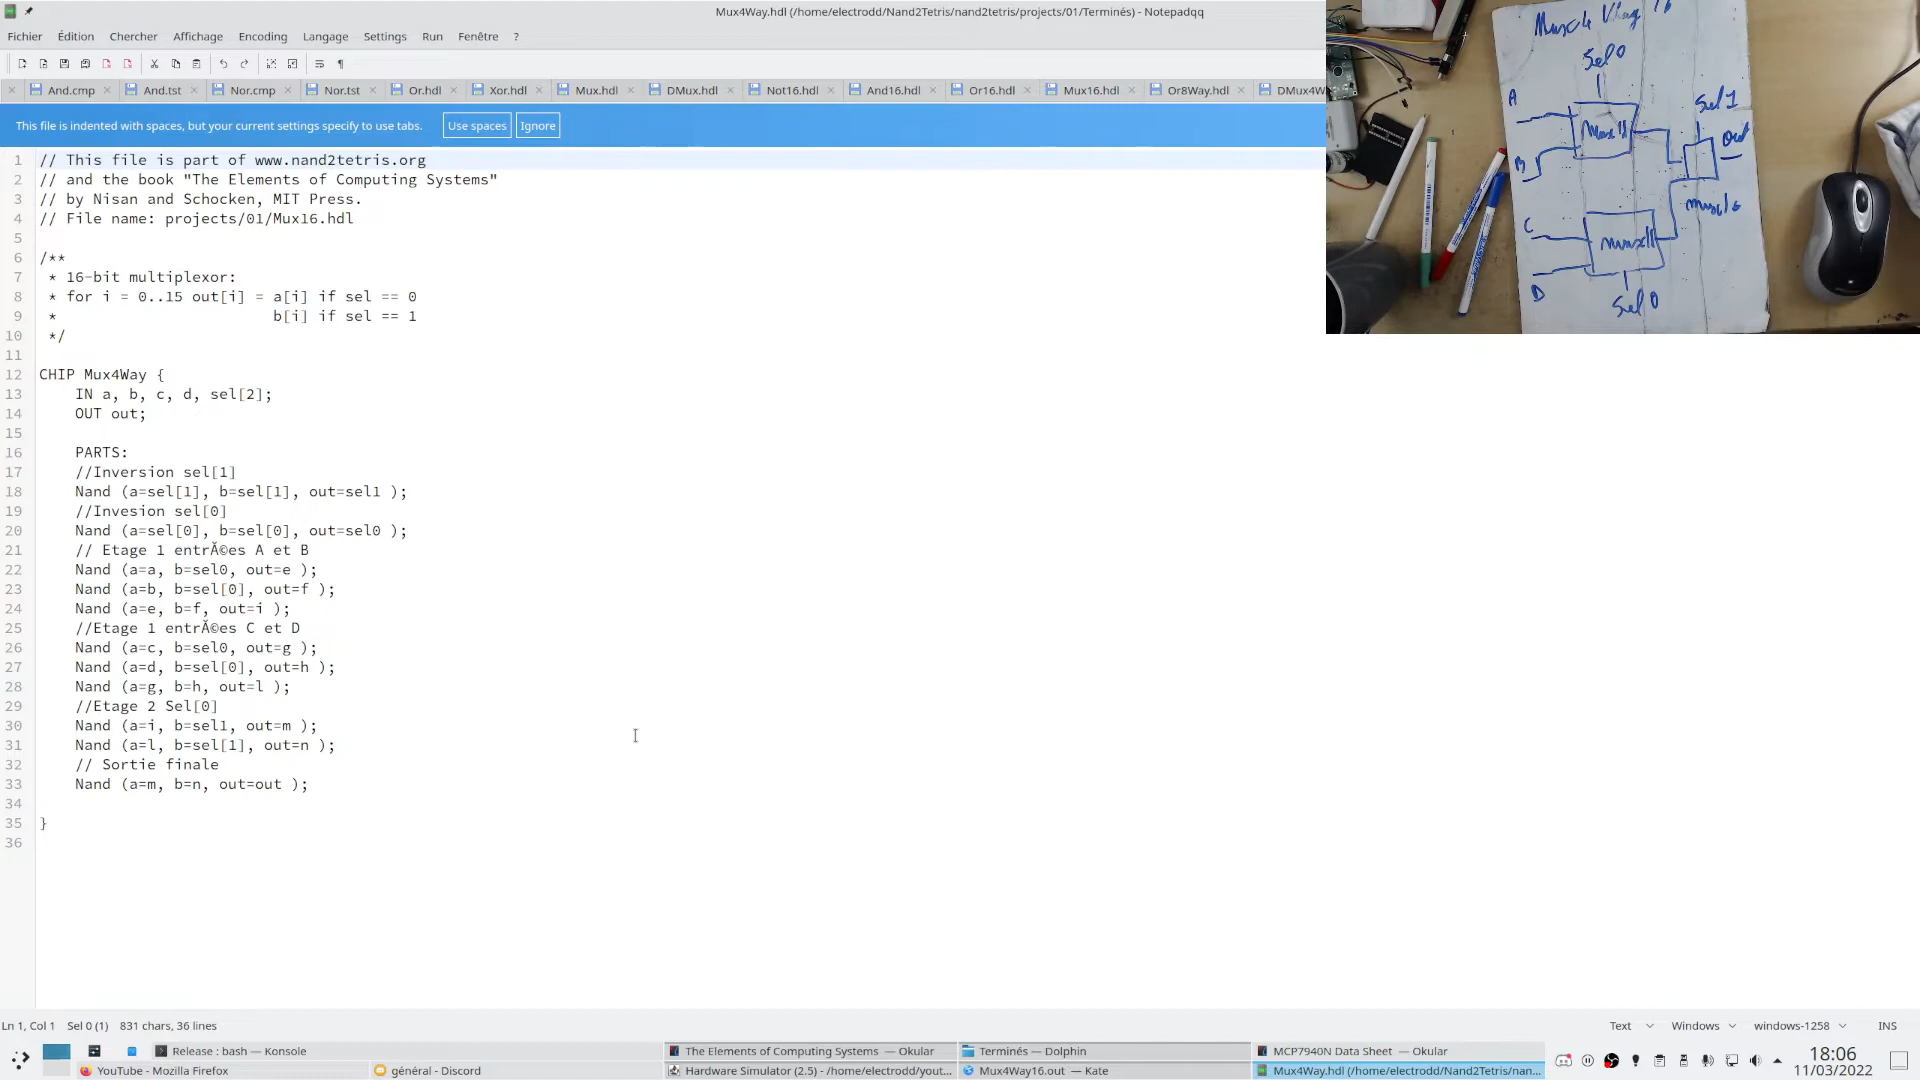 Mux4Way.hdl (/home/electrodd/Nand2Tetris/nand2tetris/projects/01/Terminés) - Notepadqq
Fichier Édition Chercher Affichage Encoding Langage Settings Run Fenêtre ?
And.cmp And.tst Nor.cmp Nor.tst Or.hdl Xor.hdl Mux.hdl DMux.hdl Not16.hdl And16.hdl Or16.hdl Mux16.hdl Or8Way.hdl DMux4W
This file is indented with spaces, but your current settings specify to use tabs. Use spaces Ignore
1 // This file is part of www.nand2tetris.org
2 // and the book "The Elements of Computing Systems"
3 // by Nisan and Schocken, MIT Press.
4 // File name: projects/01/Mux16.hdl
5
6 /**
7 * 16-bit multiplexor:
8 * for i = 0..15 out[i] = a[i] if sel == 0
9 * b[i] if sel == 1
10 */
11
12 CHIP Mux4Way {
13 IN a, b, c, d, sel[2];
14 OUT out;
15
16 PARTS:
17 //Inversion sel[1]
18 Nand (a=sel[1], b=sel[1], out=sel1 );
19 //Invesion sel[0]
20 Nand (a=sel[0], b=sel[0], out=sel0 );
21 // Etage 1 entrĂ©es A et B
22 Nand (a=a, b=sel0, out=e );
23 Nand (a=b, b=sel[0], out=f );
24 Nand (a=e, b=f, out=i );
25 //Etage 1 entrĂ©es C et D
26 Nand (a=c, b=sel0, out=g );
27 Nand (a=d, b=sel[0], out=h );
28 Nand (a=g, b=h, out=l );
29 //Etage 2 Sel[0]
30 Nand (a=i, b=sel1, out=m );
31 Nand (a=l, b=sel[1], out=n );
32 // Sortie finale
33 Nand (a=m, b=n, out=out );
34
35 }
36
Sel 0
A
Sel 1
Out
B
C
D
Sel 0
Ln 1, Col 1 Sel 0 (1) 831 chars, 36 lines Text Windows windows-1258 INS
Release : bash — Konsole The Elements of Computing Systems — Okular Terminés — Dolphin MCP7940N Data Sheet — Okular
YouTube - Mozilla Firefox général - Discord Hardware Simulator (2.5) - /home/electrodd/yout... Mux4Way16.out — Kate Mux4Way.hdl (/home/electrodd/Nand2Tetris/nan...
18:06
11/03/2022